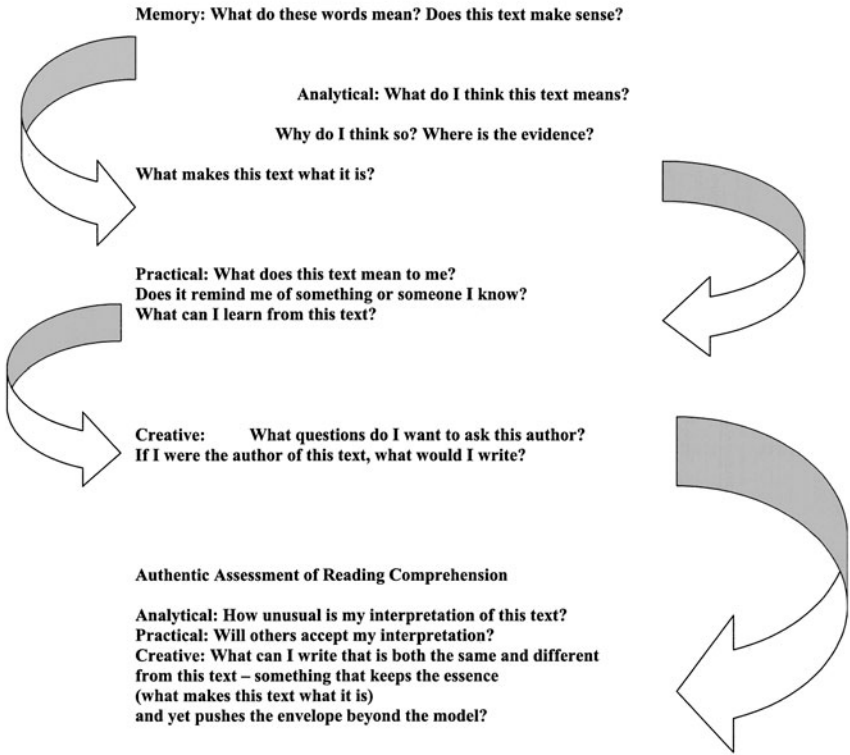 Memory: What do these words mean? Does this text make sense?
Analytical: What do I think this text means?
Why do I think so? Where is the evidence?
What makes this text what it is?
Practical: What does this text mean to me?
Does it remind me of something or someone I know?
What can I learn from this text?
Creative: What questions do I want to ask this author?
If I were the author of this text, what would I write?
Authentic Assessment of Reading Comprehension
Analytical: How unusual is my interpretation of this text?
Practical: Will others accept my interpretation?
Creative: What can I write that is both the same and different
from this text – something that keeps the essence
(what makes this text what it is)
and yet pushes the envelope beyond the model?